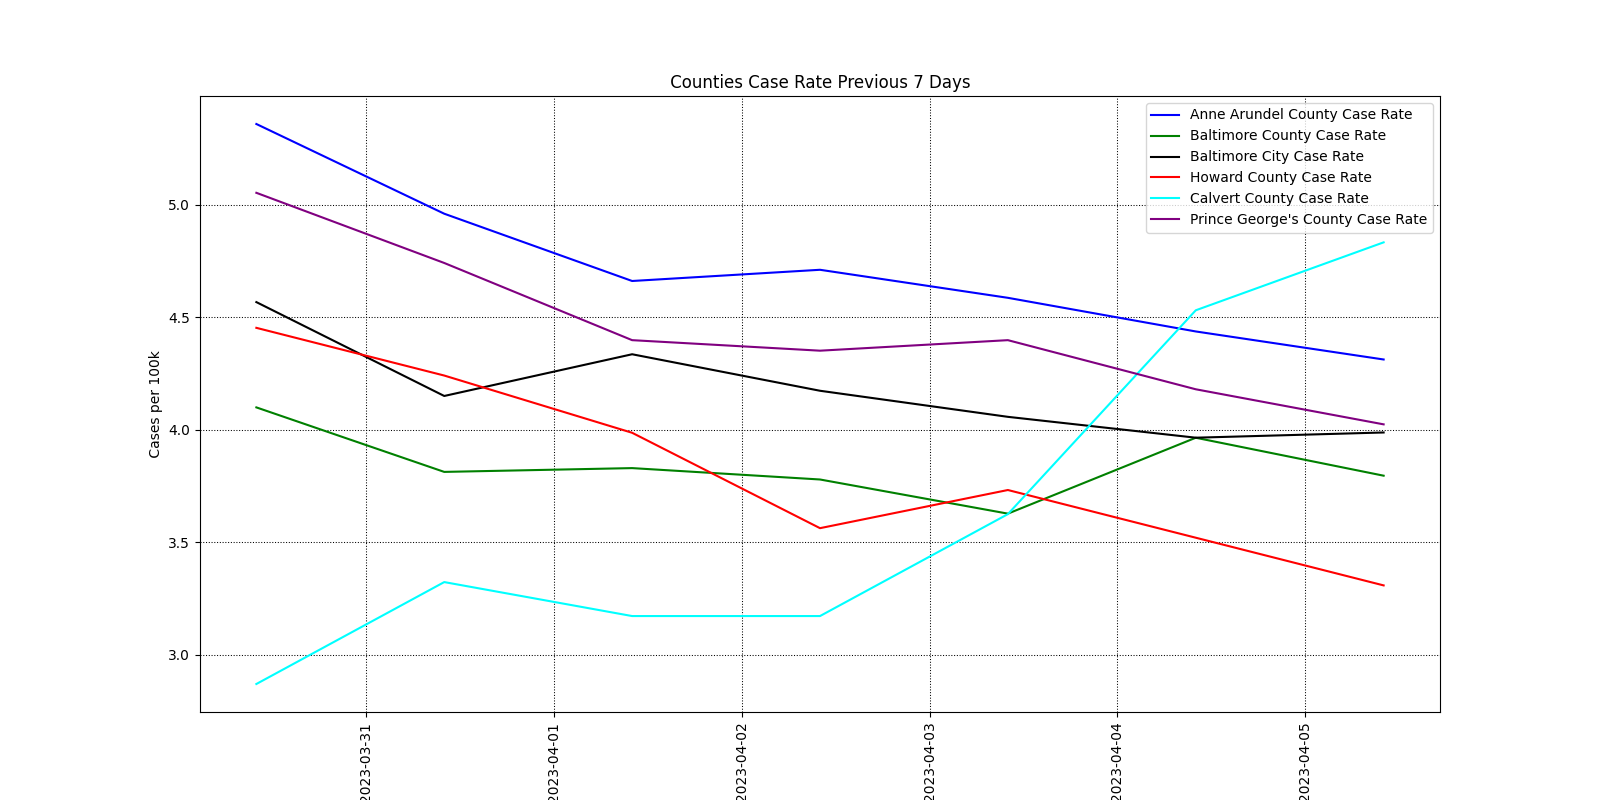 Counties Case Rate Previous 7 Days
Anne Arundel County Case Rate
Baltimore County Case Rate
Baltimore City Case Rate
Howard County Case Rate
Calvert County Case Rate
Prince George's County Case Rate
Cases per 100k
5.0
4.5
4.0
3.5
3.0
2023-03-31
2023-04-01
2023-04-02
2023-04-03
2023-04-04
2023-04-05